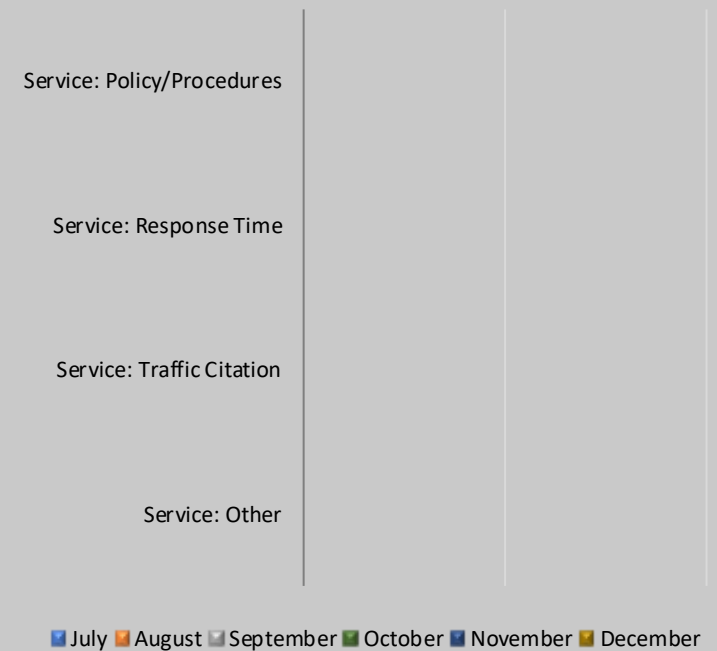 Service: Policy/Procedures
Service: Response Time
Service: Traffic Citation
Service: Other
July August September October November December